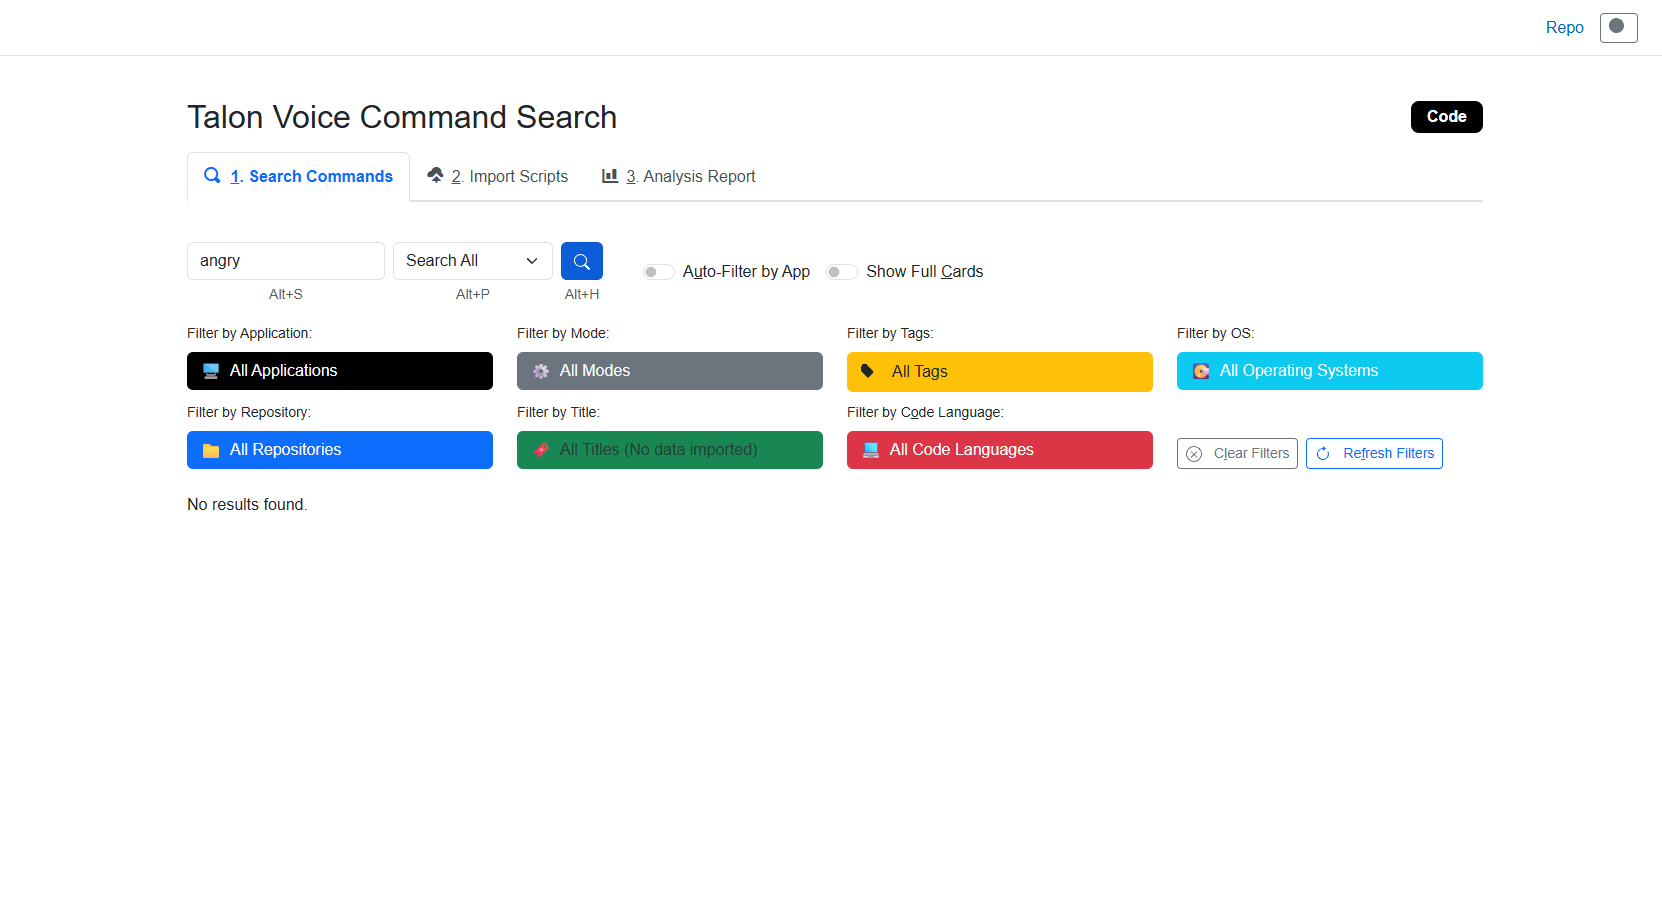 Repo
Talon Voice Command Search
Code
1. Search Commands
2. Import Scripts
3. Analysis Report
angry
Search All
Auto-Filter by App
Show Full Cards
Alt+S
Alt+P
Alt+H
Filter by Application:
Filter by Mode:
Filter by Tags:
Filter by OS:
All Applications
All Modes
All Tags
All Operating Systems
Filter by Repository:
Filter by Title:
Filter by Code Language:
All Repositories
All Titles (No data imported)
All Code Languages
Clear Filters
Refresh Filters
No results found.